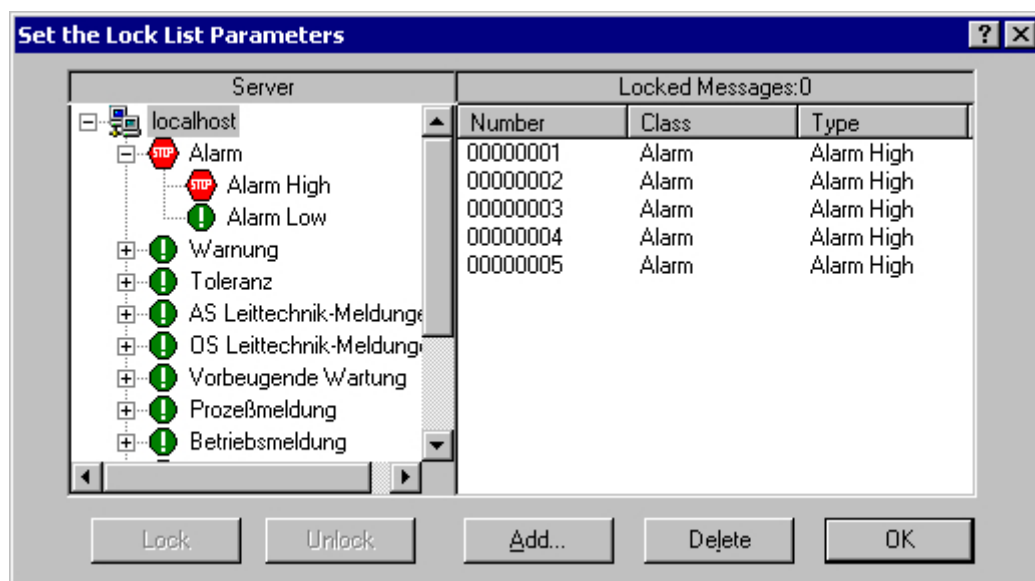 Set the Lock List Parameters
Server
Locked Messages:0
localhost
Alarm
STOP
Alarm High
STOP
Alarm Low
Warnung
Toleranz
AS Leittechnik-Meldunge
OS Leittechnik-Meldung
Vorbeugende Wartung
Prozeßmeldung
Betriebsmeldung
Number Class Type
00000001 Alarm Alarm High
00000002 Alarm Alarm High
00000003 Alarm Alarm High
00000004 Alarm Alarm High
00000005 Alarm Alarm High
Lock Unlock Add... Delete OK